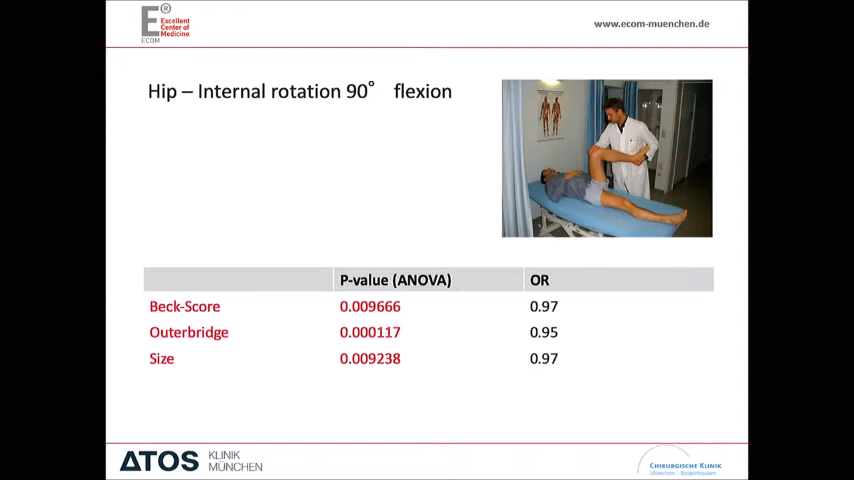 E®
ECOM
Excellent
Center of
Medicine
www.ecom-muenchen.de
Hip – Internal rotation 90° flexion
P-value (ANOVA) OR
Beck-Score 0.009666 0.97
Outerbridge 0.000117 0.95
Size 0.009238 0.97
ATOS KLINIK
MÜNCHEN
CHIRURGISCHE KLINIK
München – Bogenhausen